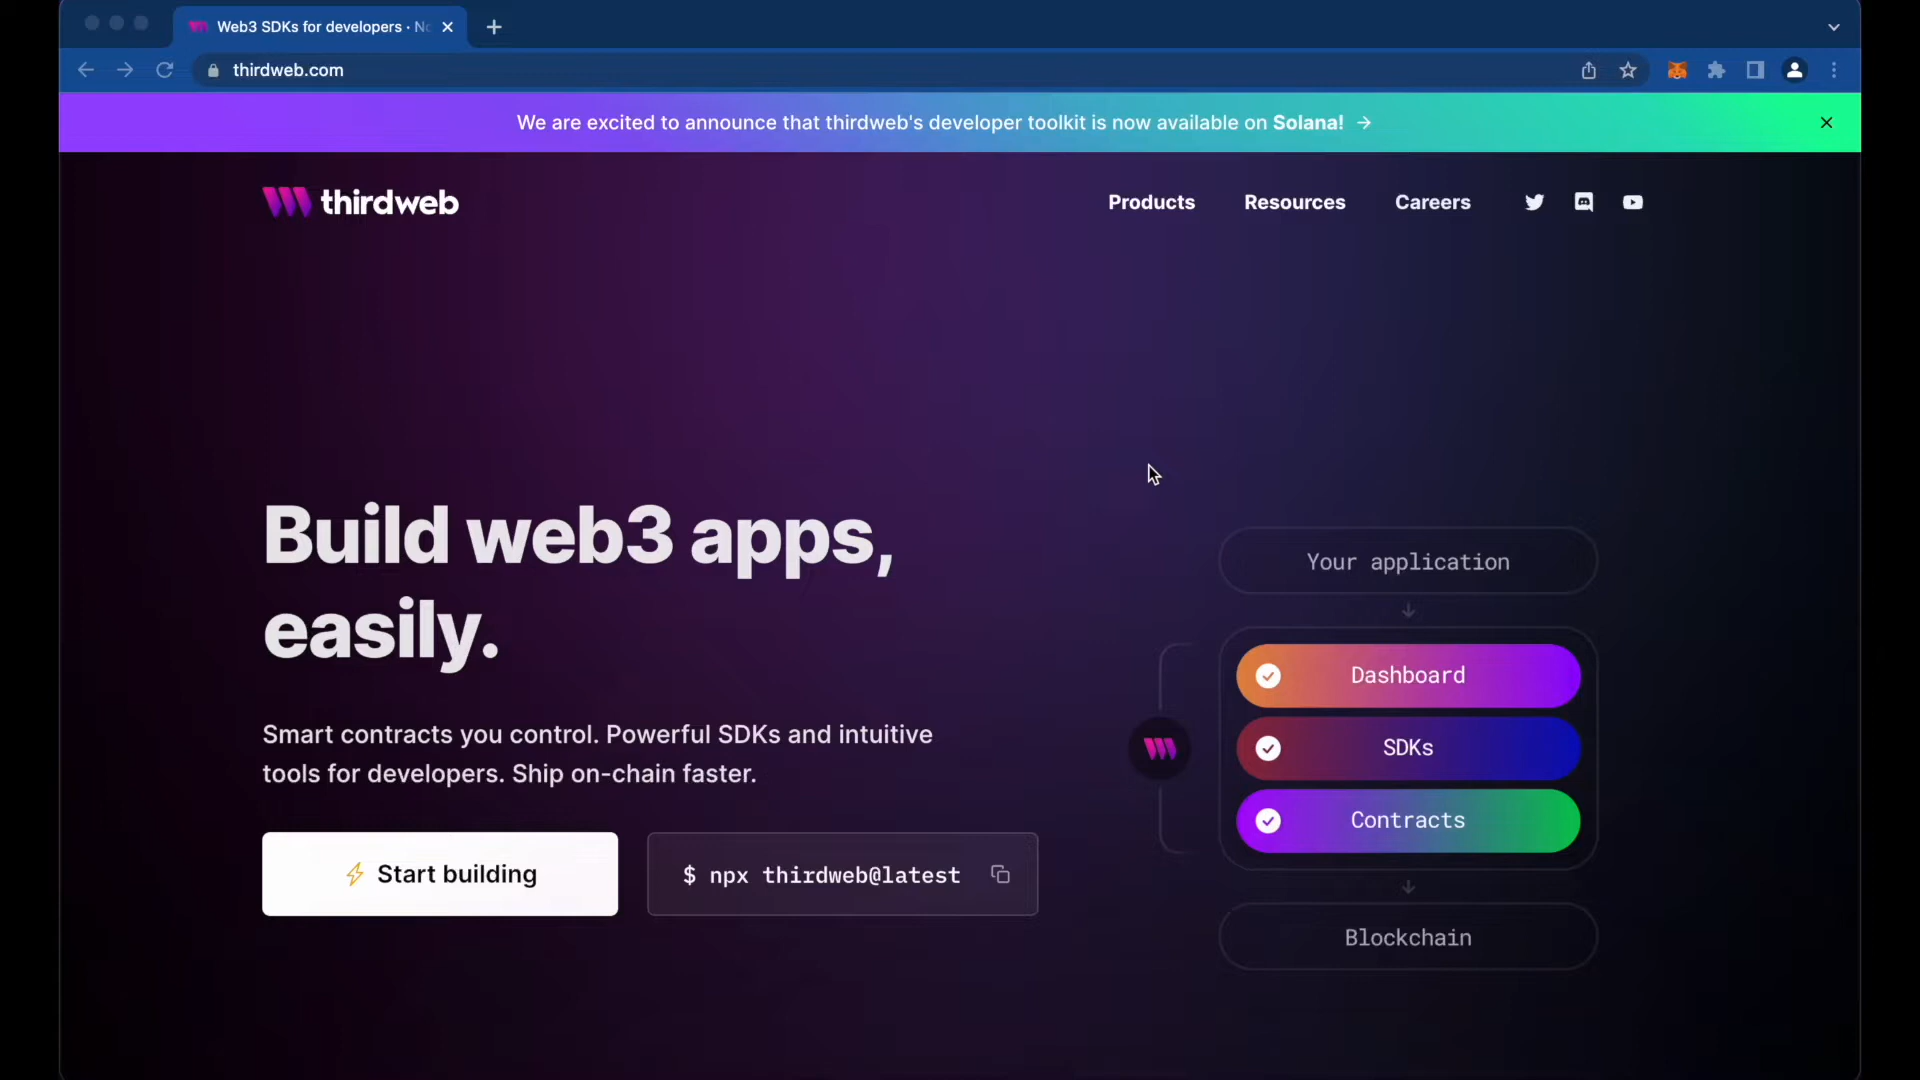 Web3 SDKs for developers · No
thirdweb.com
We are excited to announce that thirdweb's developer toolkit is now available on Solana! →
thirdweb
Products
Resources
Careers
Build web3 apps,
easily.
Smart contracts you control. Powerful SDKs and intuitive
tools for developers. Ship on-chain faster.
Start building
$ npx thirdweb@latest
Your application
Dashboard
SDKs
Contracts
Blockchain